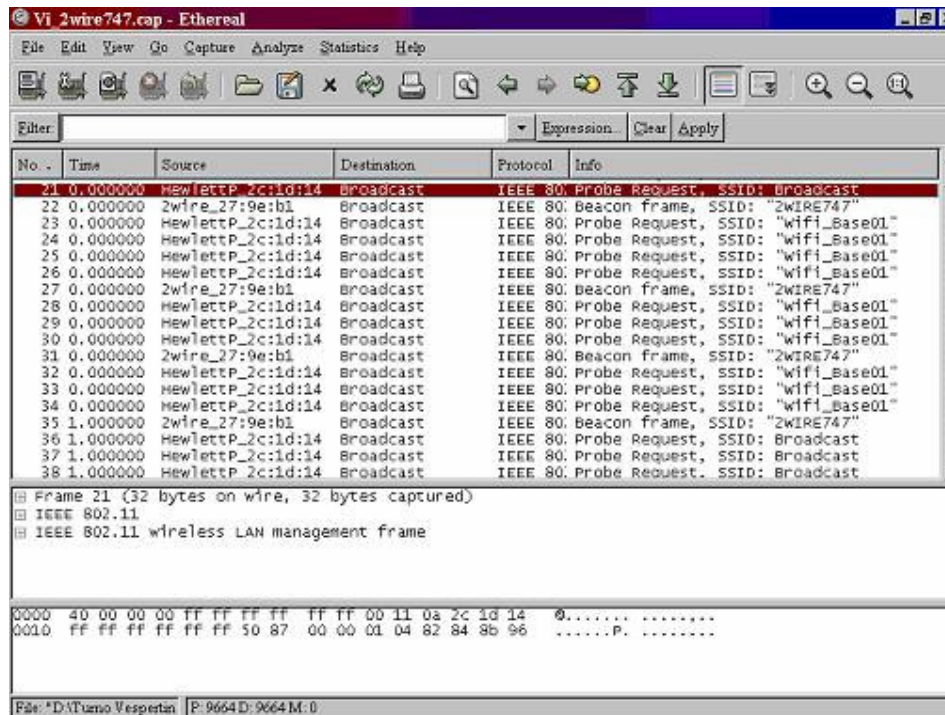 Vi_2wire747.cap - Ethereal
File Edit View Go Capture Analyze Statistics Help
Filter: Expression... Clear Apply
No. . Time Source Destination Protocol Info
21 0.000000 HewlettP_2c:1d:14 Broadcast IEEE 80. Probe Request, SSID: Broadcast
22 0.000000 2wire_27:9e:b1 Broadcast IEEE 80. Beacon frame, SSID: "2WIRE747"
23 0.000000 HewlettP_2c:1d:14 Broadcast IEEE 80. Probe Request, SSID: "Wifi_Base01"
24 0.000000 HewlettP_2c:1d:14 Broadcast IEEE 80. Probe Request, SSID: "Wifi_Base01"
25 0.000000 HewlettP_2c:1d:14 Broadcast IEEE 80. Probe Request, SSID: "Wifi_Base01"
26 0.000000 HewlettP_2c:1d:14 Broadcast IEEE 80. Probe Request, SSID: "Wifi_Base01"
27 0.000000 2wire_27:9e:b1 Broadcast IEEE 80. Beacon frame, SSID: "2WIRE747"
28 0.000000 HewlettP_2c:1d:14 Broadcast IEEE 80. Probe Request, SSID: "Wifi_Base01"
29 0.000000 HewlettP_2c:1d:14 Broadcast IEEE 80. Probe Request, SSID: "Wifi_Base01"
30 0.000000 HewlettP_2c:1d:14 Broadcast IEEE 80. Probe Request, SSID: "Wifi_Base01"
31 0.000000 2wire_27:9e:b1 Broadcast IEEE 80. Beacon frame, SSID: "2WIRE747"
32 0.000000 HewlettP_2c:1d:14 Broadcast IEEE 80. Probe Request, SSID: "Wifi_Base01"
33 0.000000 HewlettP_2c:1d:14 Broadcast IEEE 80. Probe Request, SSID: "Wifi_Base01"
34 0.000000 HewlettP_2c:1d:14 Broadcast IEEE 80. Probe Request, SSID: "Wifi_Base01"
35 1.000000 2wire_27:9e:b1 Broadcast IEEE 80. Beacon frame, SSID: "2WIRE747"
36 1.000000 HewlettP_2c:1d:14 Broadcast IEEE 80. Probe Request, SSID: Broadcast
37 1.000000 HewlettP_2c:1d:14 Broadcast IEEE 80. Probe Request, SSID: Broadcast
38 1.000000 HewlettP_2c:1d:14 Broadcast IEEE 80. Probe Request, SSID: Broadcast
Frame 21 (32 bytes on wire, 32 bytes captured)
IEEE 802.11
IEEE 802.11 wireless LAN management frame
0000 40 00 00 00 ff ff ff ff ff ff 00 11 0a 2c 1d 14 @....... .....,..
0010 ff ff ff ff ff ff 50 87 00 00 01 04 82 84 8b 96 ......P. ........
File: "D:\Turno Vespertin P: 9664 D: 9664 M: 0